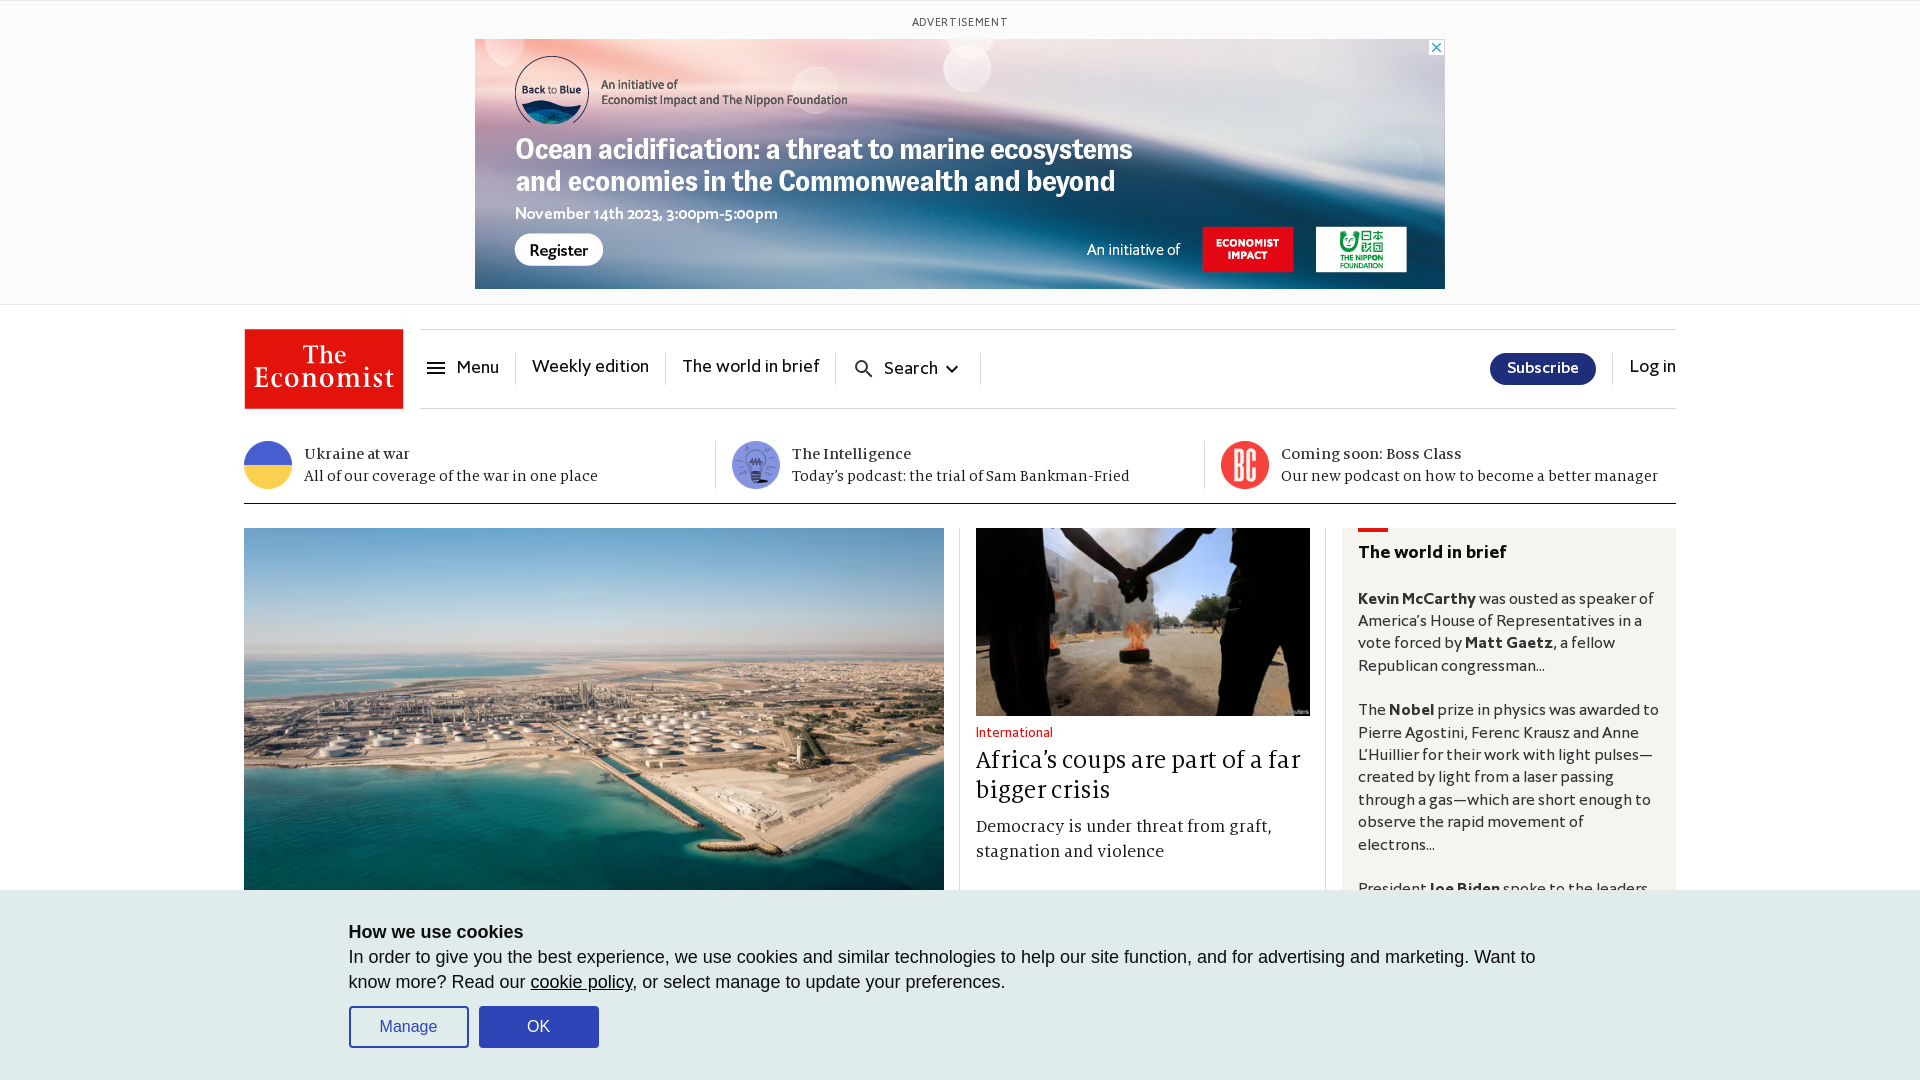 ADVERTISEMENT
Back to Blue
An initiative of
Economist Impact and The Nippon Foundation
Ocean acidification: a threat to marine ecosystems
and economies in the Commonwealth and beyond
November 14th 2023, 3:00pm-5:00pm
Register
An initiative of
ECONOMIST
IMPACT
日本
財団
THE NIPPON
FOUNDATION
The
Economist
Menu
Weekly edition
The world in brief
Search
Subscribe
Log in
Ukraine at war
All of our coverage of the war in one place
The Intelligence
Today’s podcast: the trial of Sam Bankman-Fried
BC
Coming soon: Boss Class
Our new podcast on how to become a better manager
International
Africa’s coups are part of a far
bigger crisis
Democracy is under threat from graft,
stagnation and violence
The world in brief
Kevin McCarthy was ousted as speaker of
America’s House of Representatives in a
vote forced by Matt Gaetz, a fellow
Republican congressman…
The Nobel prize in physics was awarded to
Pierre Agostini, Ferenc Krausz and Anne
L’Huillier for their work with light pulses—
created by light from a laser passing
through a gas—which are short enough to
observe the rapid movement of
electrons…
President Joe Biden spoke to the leaders
How we use cookies
In order to give you the best experience, we use cookies and similar technologies to help our site function, and for advertising and marketing. Want to
know more? Read our cookie policy, or select manage to update your preferences.
Manage
OK